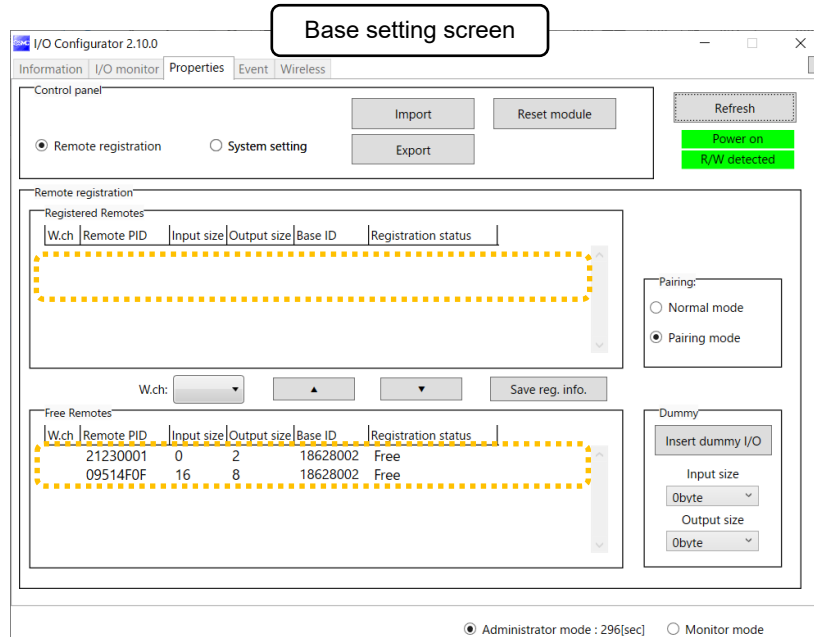 Base setting screen
SMC I/O Configurator 2.10.0
Information I/O monitor Properties Event Wireless
Control panel
Import Reset module Refresh
Remote registration System setting Export
Power on
R/W detected
Remote registration
Registered Remotes
W.ch Remote PID Input size Output size Base ID Registration status
Pairing:
Normal mode
Pairing mode
W.ch: ▲ ▼ Save reg. info.
Free Remotes
W.ch Remote PID Input size Output size Base ID Registration status
21230001 0 2 18628002 Free
09514F0F 16 8 18628002 Free
Dummy
Insert dummy I/O
Input size
0byte
Output size
0byte
Administrator mode : 296[sec] Monitor mode